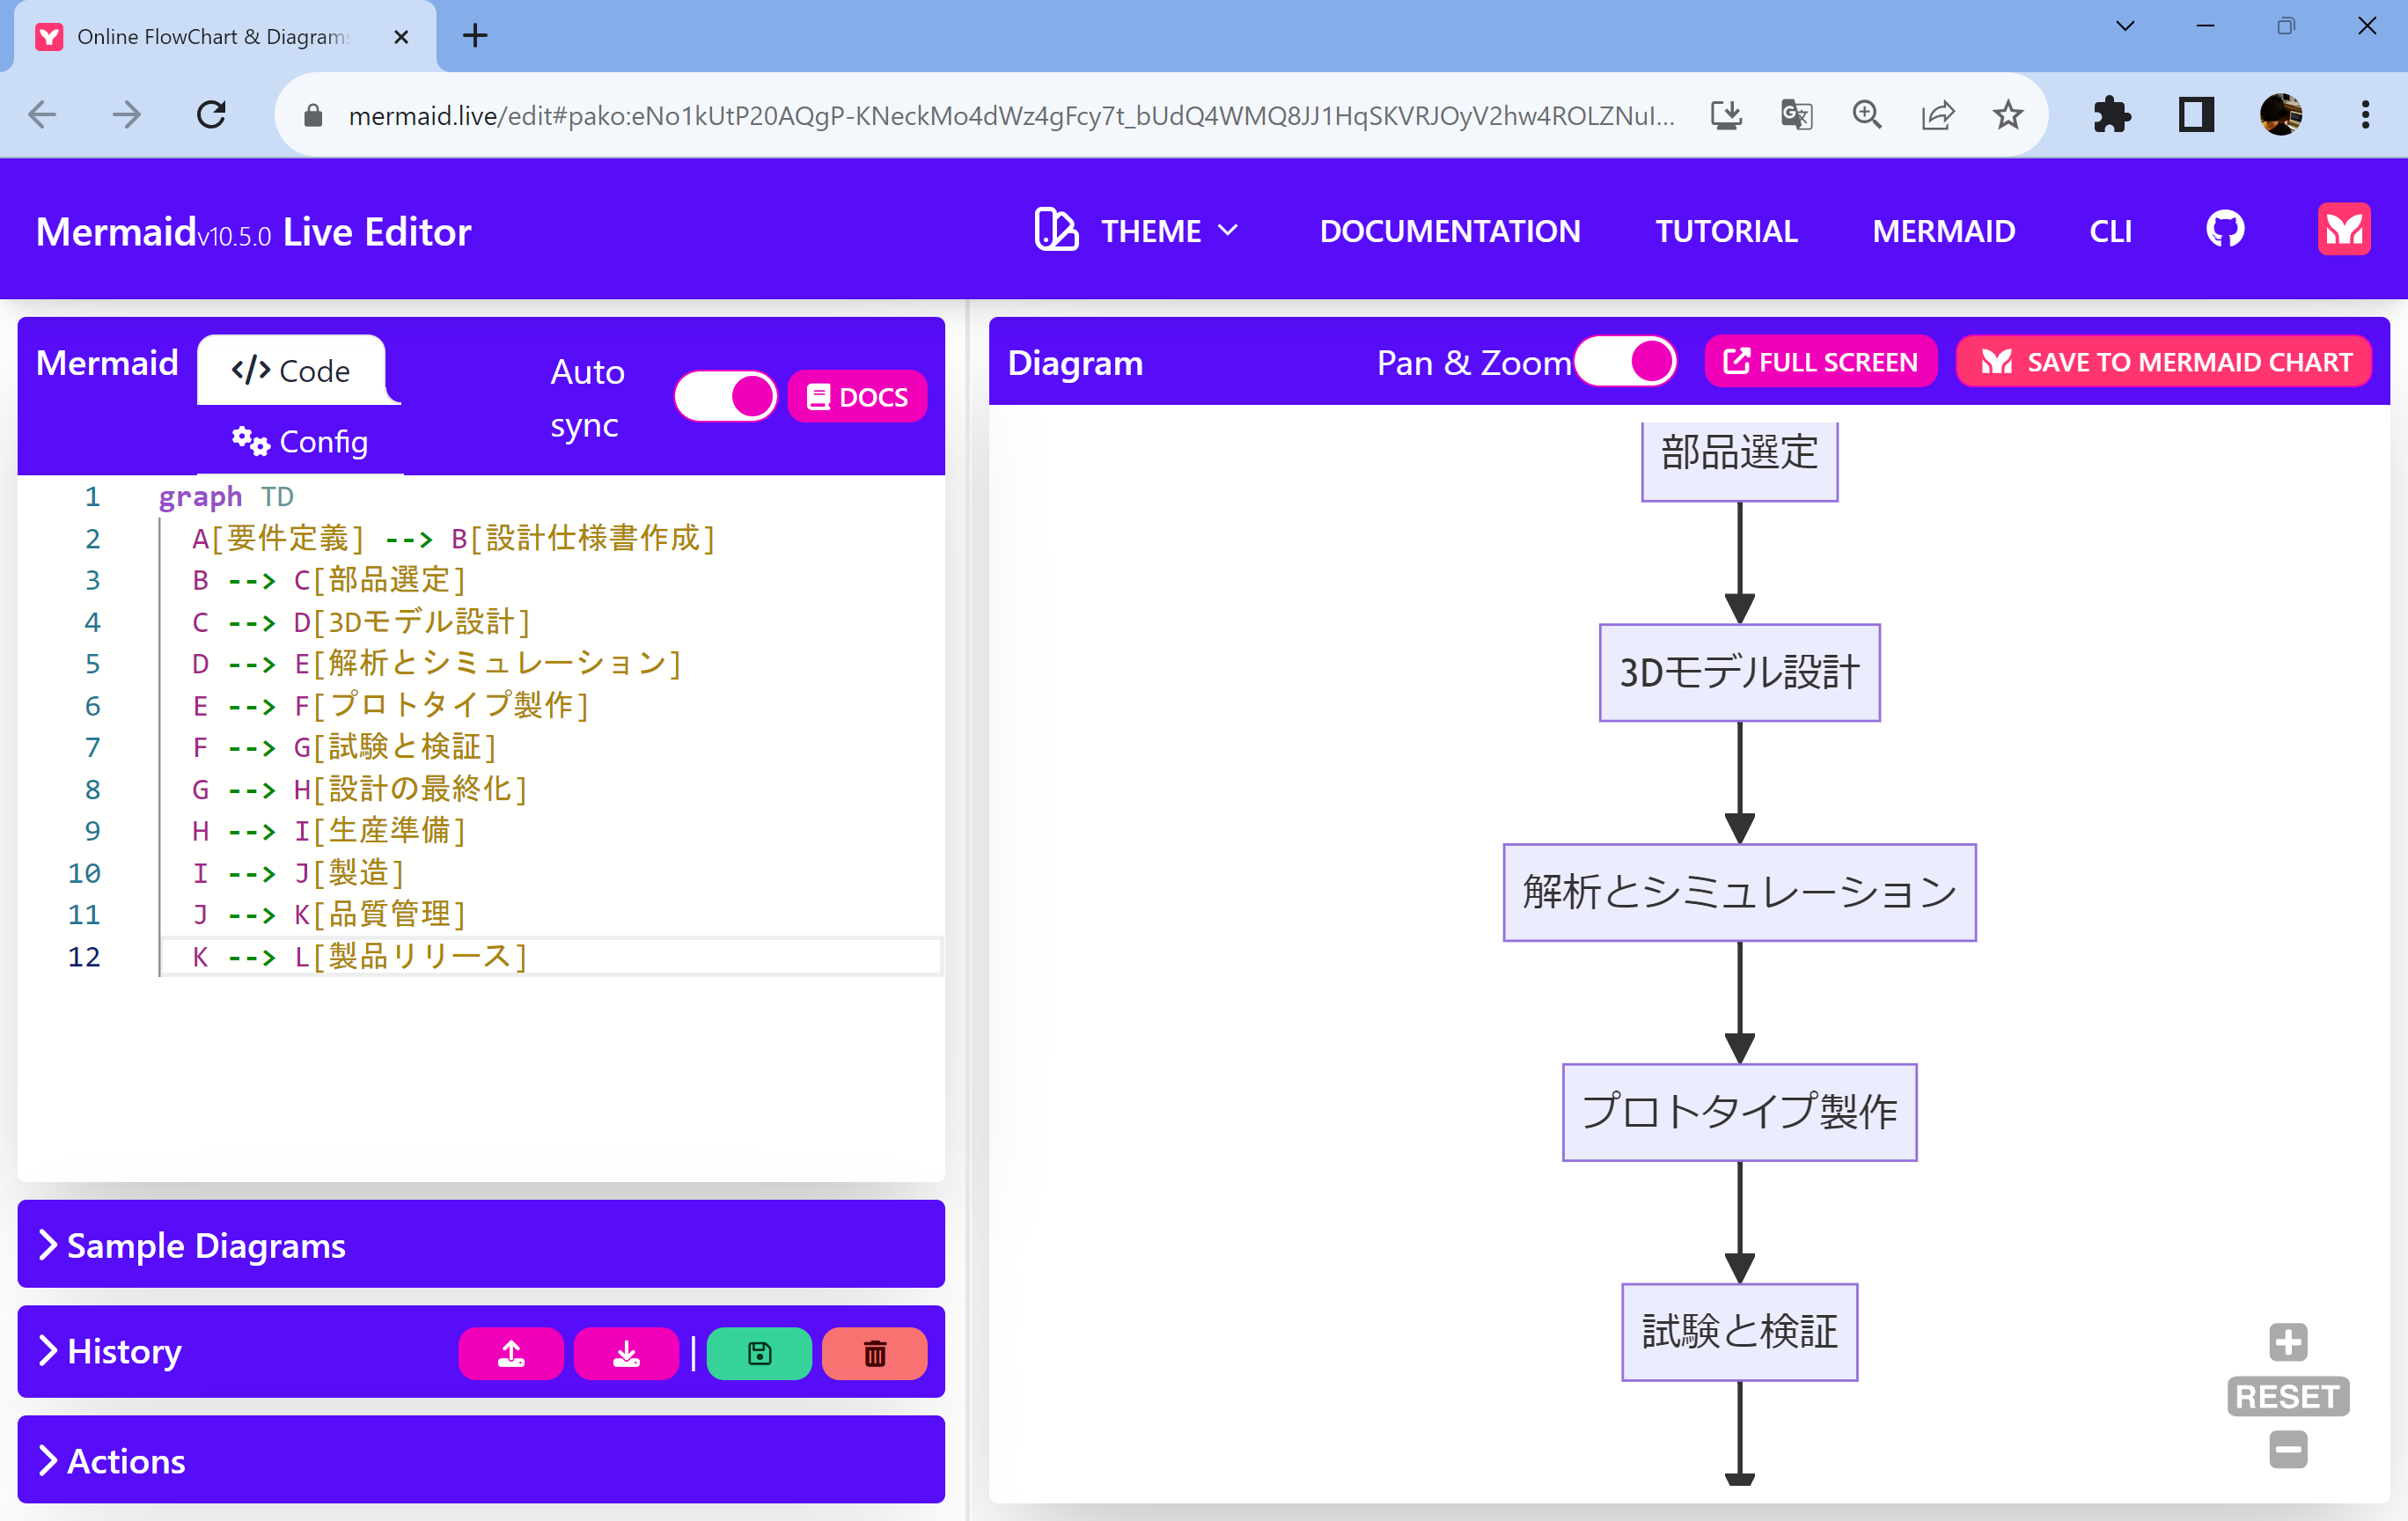 Online FlowChart & Diagrams
mermaid.live/edit#pako:eNo1kUtP20AQgP-KNeckMo4dWz4gFcy7t_bUdQ4WMQ8JJ1HqSKVRJOyV2hw4ROLZNuI...
Mermaidv10.5.0 Live Editor
THEME
DOCUMENTATION
TUTORIAL
MERMAID
CLI
Mermaid
Code
Config
Auto
sync
DOCS
1 graph TD
2 A[要件定義] --> B[設計仕様書作成]
3 B --> C[部品選定]
4 C --> D[3Dモデル設計]
5 D --> E[解析とシミュレーション]
6 E --> F[プロトタイプ製作]
7 F --> G[試験と検証]
8 G --> H[設計の最終化]
9 H --> I[生産準備]
10 I --> J[製造]
11 J --> K[品質管理]
12 K --> L[製品リリース]
Sample Diagrams
History
Actions
Diagram
Pan & Zoom
FULL SCREEN
SAVE TO MERMAID CHART
部品選定
3Dモデル設計
解析とシミュレーション
プロトタイプ製作
試験と検証
RESET